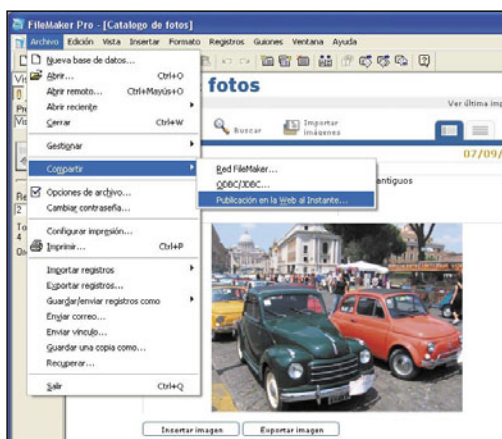 FileMaker Pro - [Catalogo de fotos]
Archivo Edición Vista Insertar Formato Registros Guiones Ventana Ayuda
Nueva base de datos...
Abrir... Ctrl+O
Abrir remoto... Ctrl+Mayús+O
Abrir reciente
Cerrar Ctrl+W
Gestionar
Compartir
Opciones de archivo...
Cambiar contraseña...
Configurar impresión...
Imprimir... Ctrl+P
Importar registros
Exportar registros...
Guardar/enviar registros como
Enviar correo...
Enviar vínculo...
Guardar una copia como...
Recuperar...
Salir Ctrl+Q
fotos
Ver última
Buscar
Importar
imágenes
07/09/
Red FileMaker...
ODBC/JDBC...
Publicación en la Web al Instante...
antiguos
Insertar imagen Exportar imagen